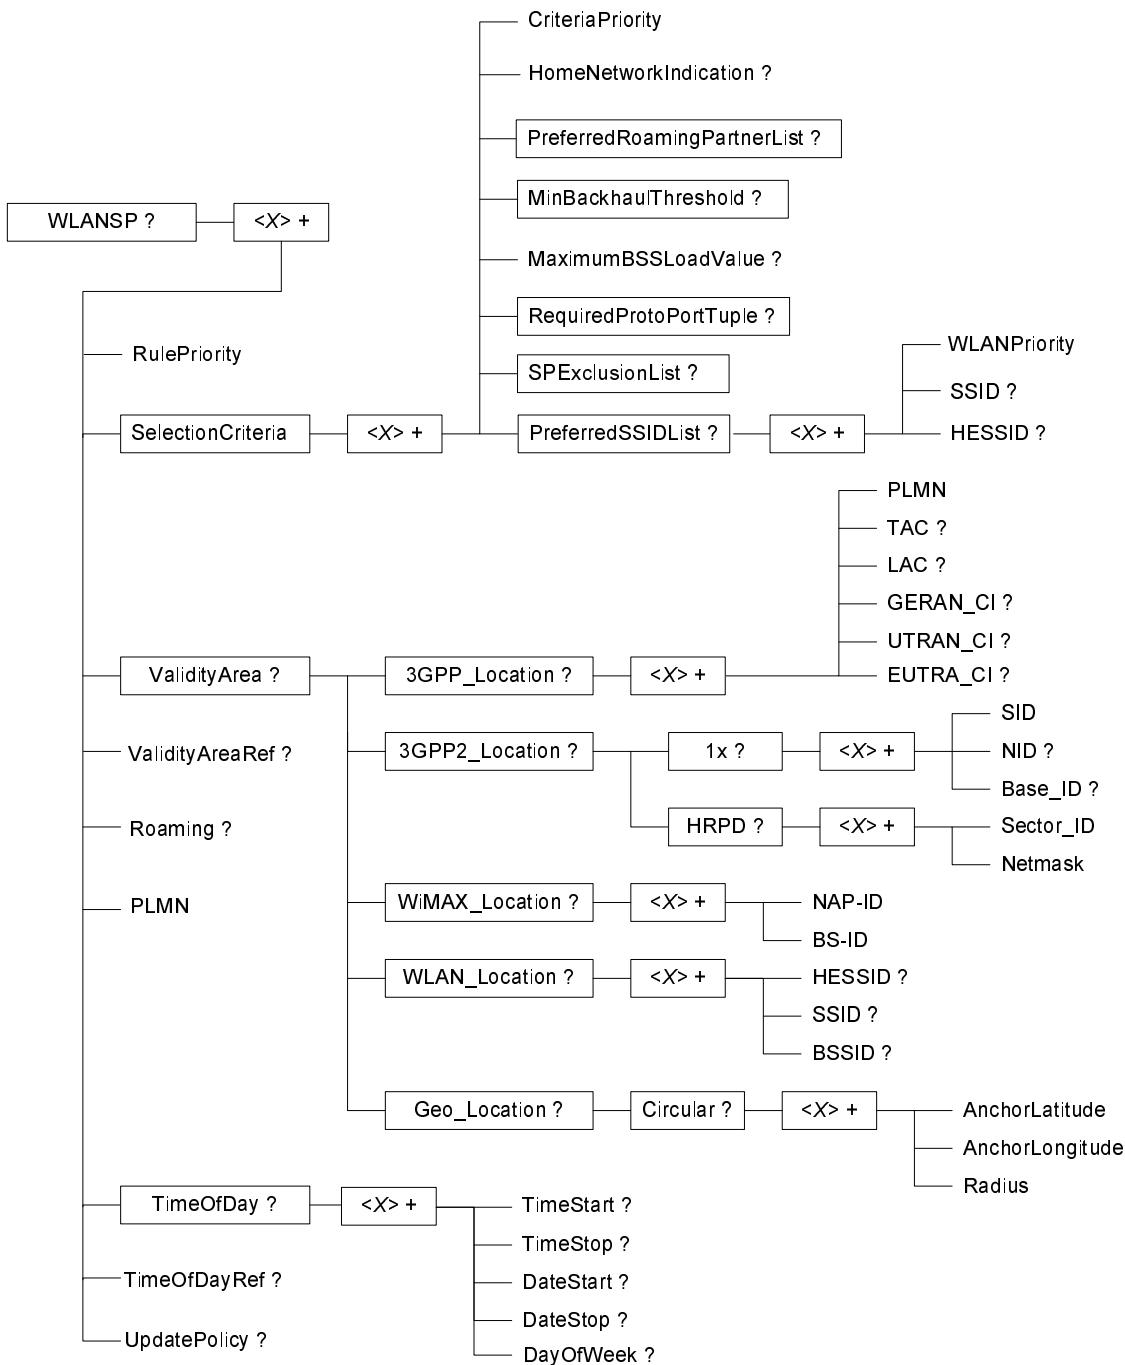 CriteriaPriority
HomeNetworkIndication ?
PreferredRoamingPartnerList ?
MinBackhaulThreshold ?
WLANSP ? <X> +
MaximumBSSLoadValue ?
RequiredProtoPortTuple ?
RulePriority
WLANPriority
SPExclusionList ?
SSID ?
SelectionCriteria <X> + PreferredSSIDList ? <X> + HESSID ?
PLMN
TAC ?
LAC ?
GERAN_CI ?
UTRAN_CI ?
ValidityArea ? 3GPP_Location ? <X> + EUTRA_CI ?
SID
ValidityAreaRef ? 3GPP2_Location ? 1x ? <X> + NID ?
Base_ID ?
Roaming ? HRPD ? <X> + Sector_ID
Netmask
PLMN WiMAX_Location ? <X> + NAP-ID
BS-ID
WLAN_Location ? <X> + HESSID ?
SSID ?
BSSID ?
Geo_Location ? Circular ? <X> + AnchorLatitude
AnchorLongitude
Radius
TimeOfDay ? <X> + TimeStart ?
TimeStop ?
TimeOfDayRef ? DateStart ?
DateStop ?
UpdatePolicy ?
DayOfWeek ?